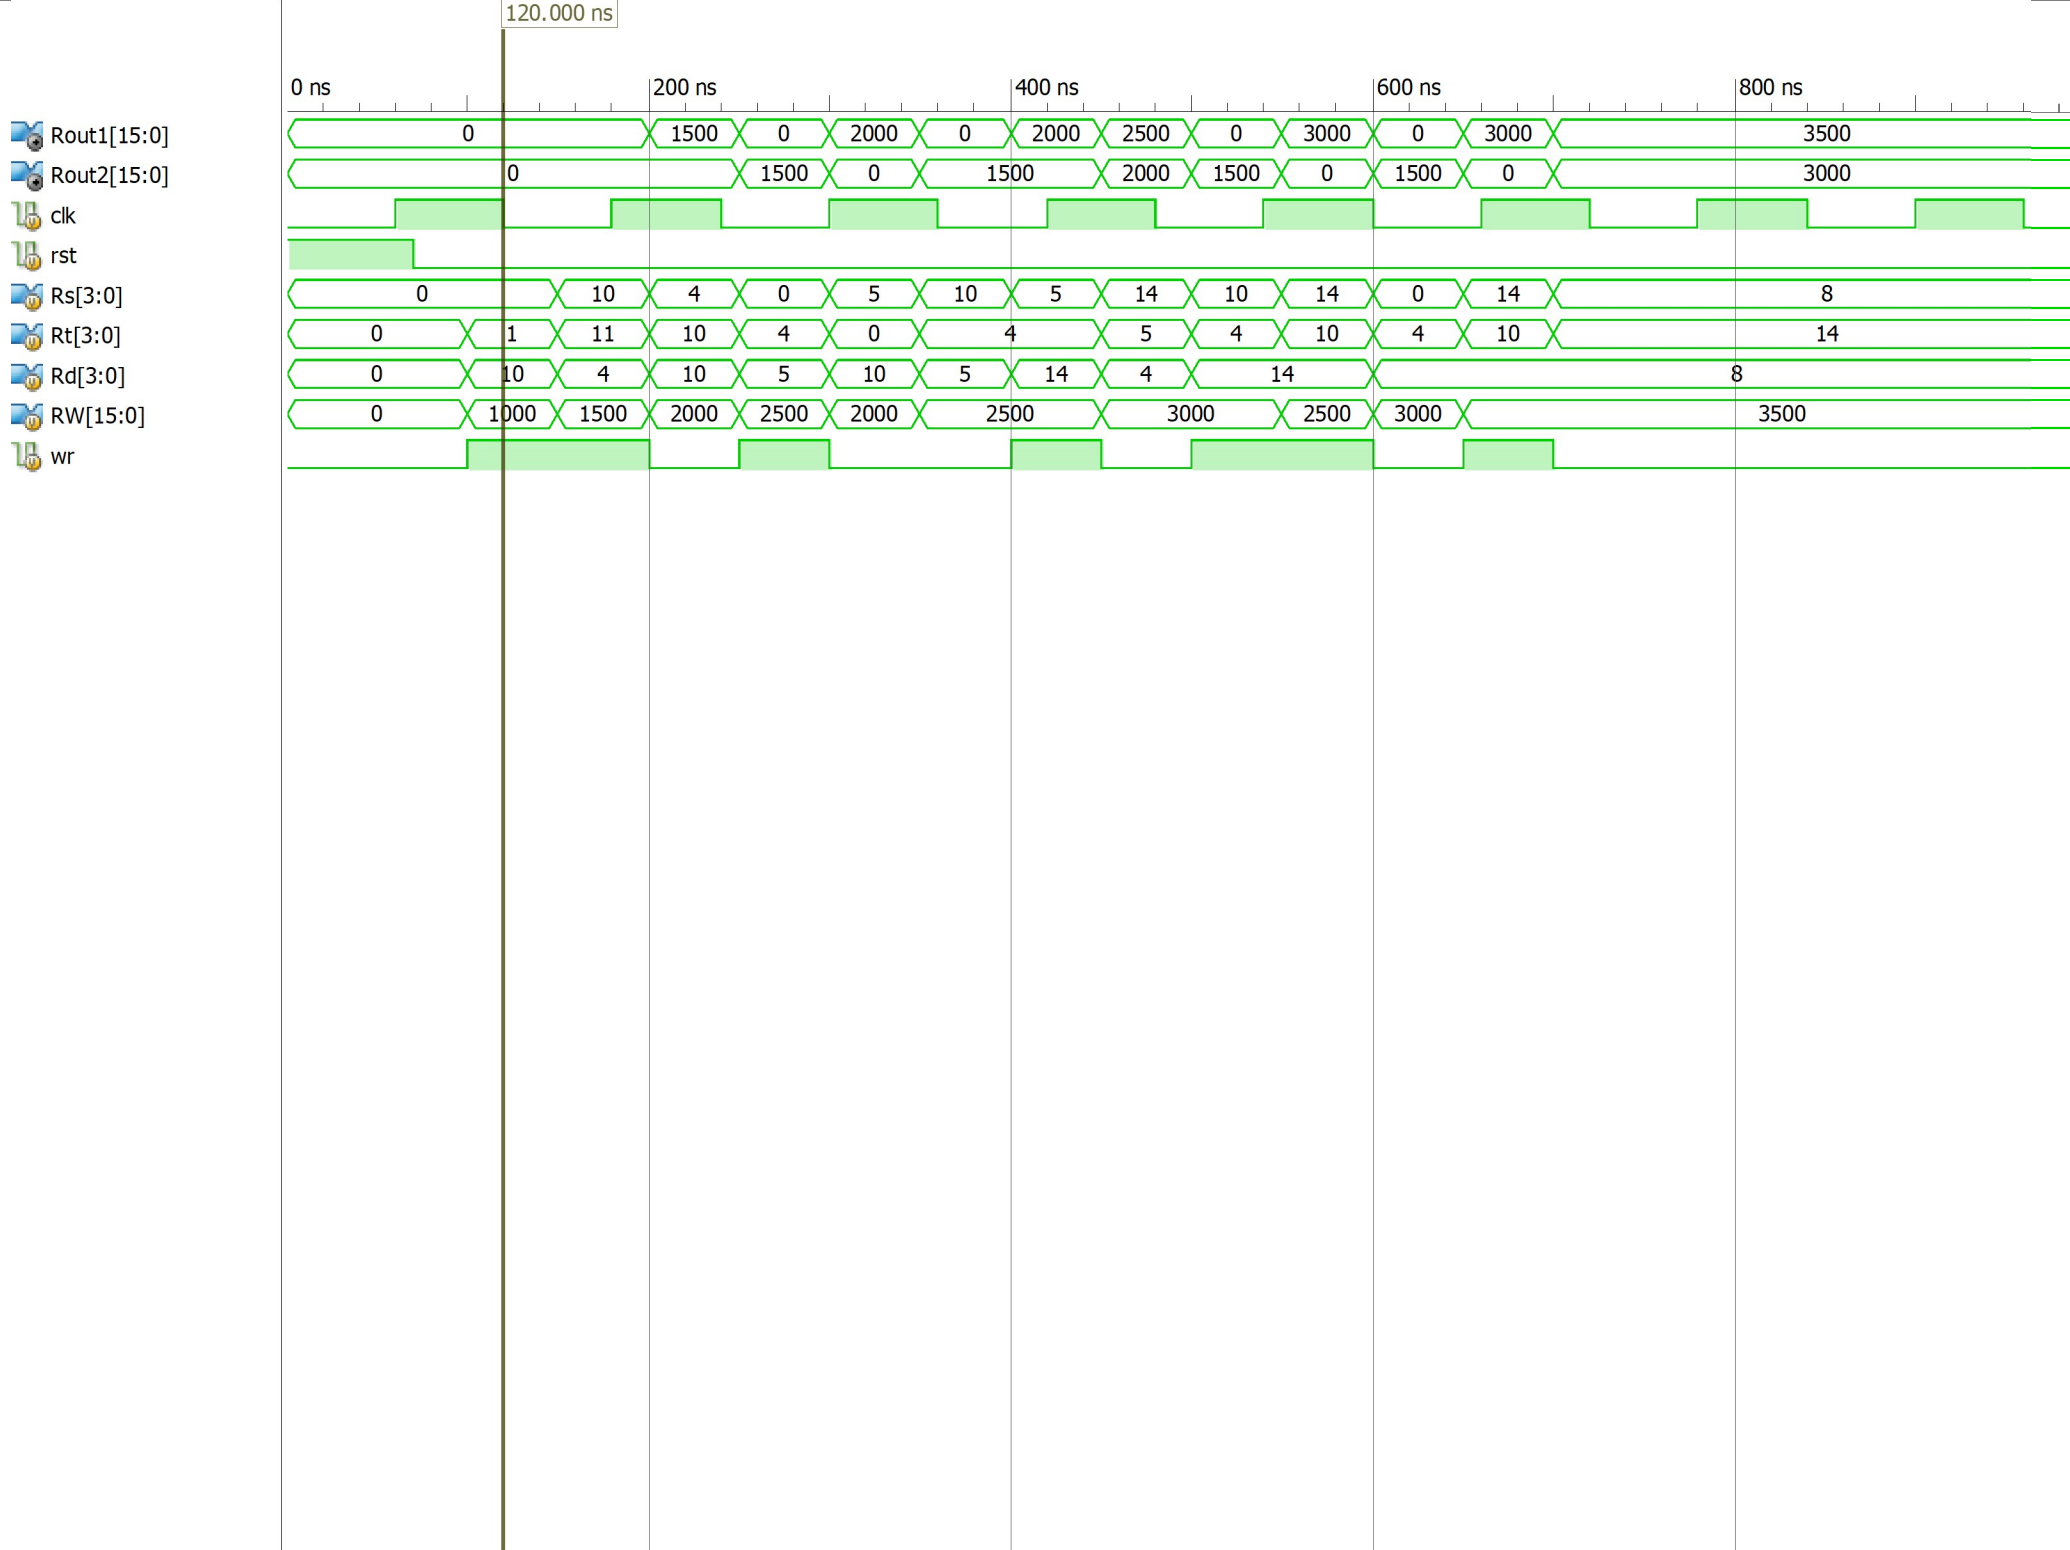 120.000 ns
0 ns 200 ns 400 ns 600 ns 800 ns
Rout1[15:0] 0 1500 0 2000 0 2000 2500 0 3000 0 3000 3500
Rout2[15:0] 0 1500 0 1500 2000 1500 0 1500 0 3000
clk
rst
Rs[3:0] 0 10 4 0 5 10 5 14 10 14 0 14 8
Rt[3:0] 0 1 11 10 4 0 4 5 4 10 4 10 14
Rd[3:0] 0 10 4 10 5 10 5 14 4 14 8
RW[15:0] 0 1000 1500 2000 2500 2000 2500 3000 2500 3000 3500
wr